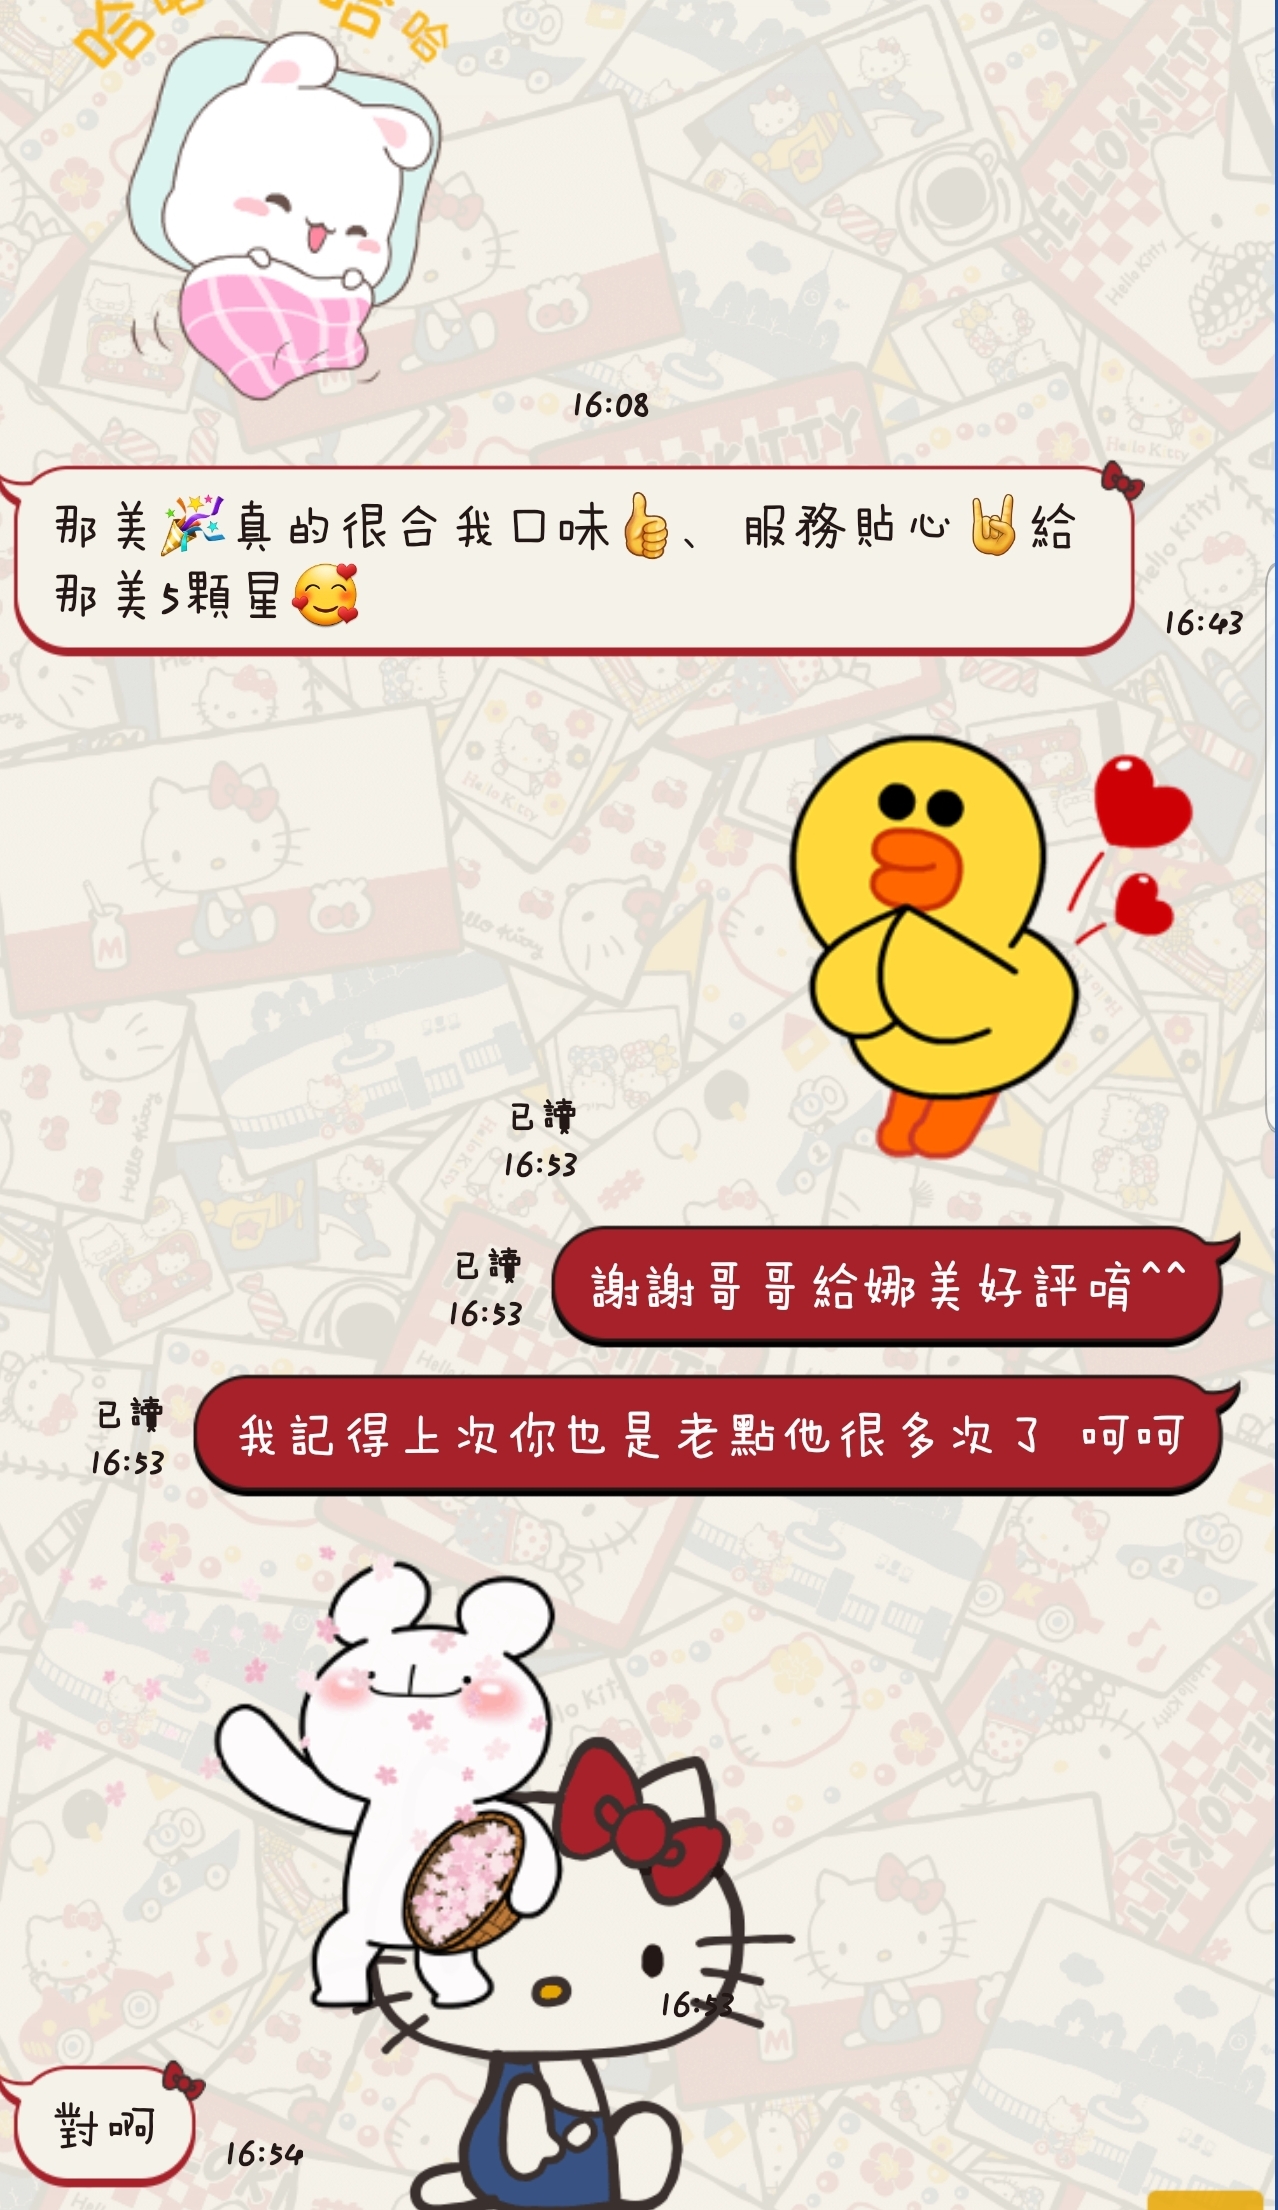 哈哈哈哈
16:08
那美🎉真的很合我口味👍、服務貼心🤘給
那美5顆星🥰
16:43
已讀
16:53
謝謝哥哥給娜美好評唷^^
已讀
16:53
我記得上次你也是老點他很多次了 呵呵
已讀
16:53
16:53
對啊
16:54